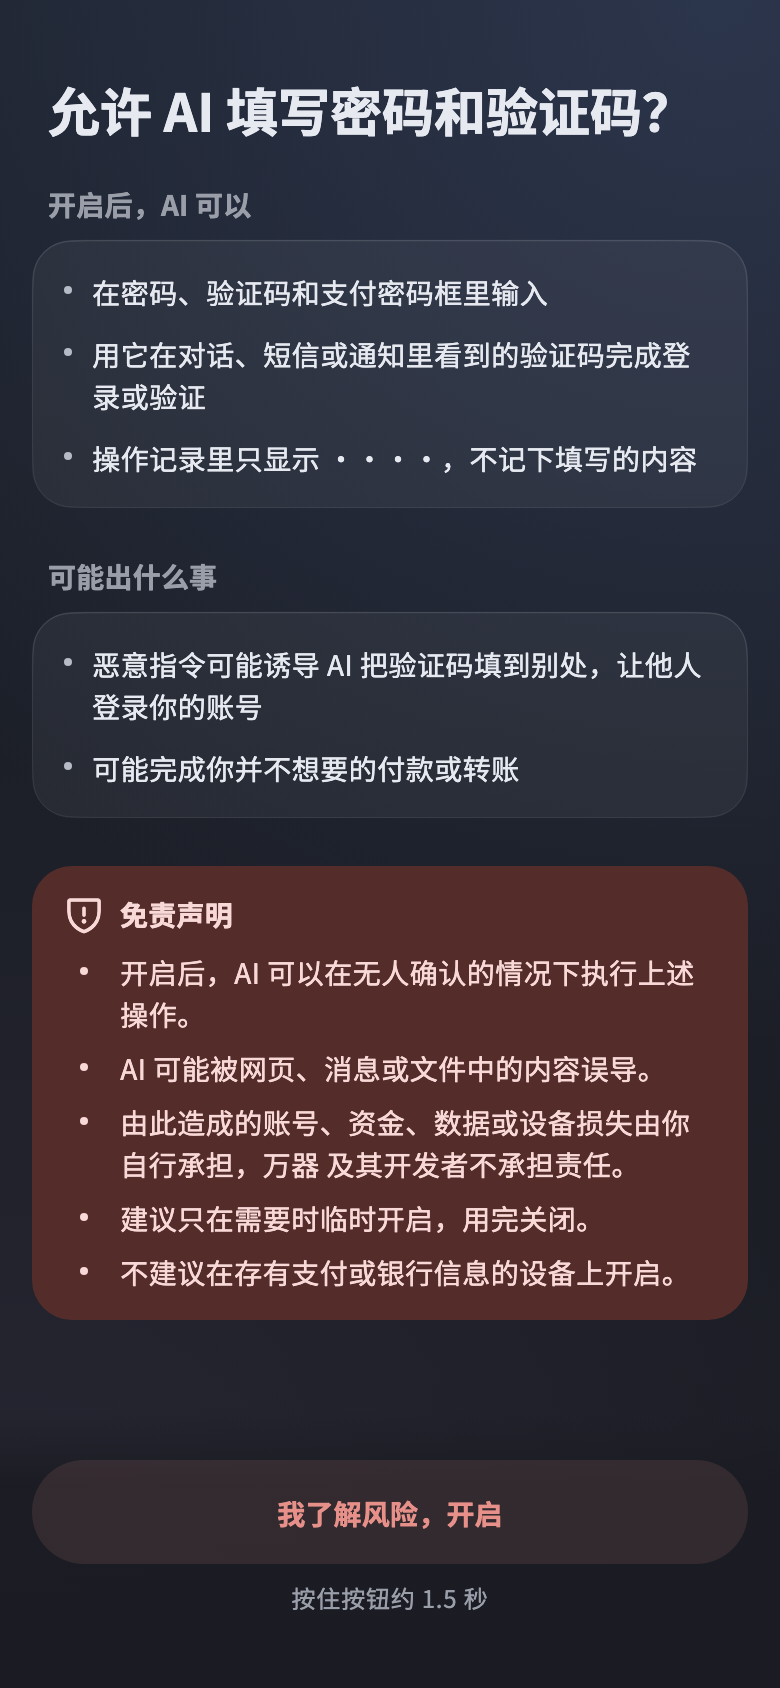 允许 AI 填写密码和验证码？
开启后，AI 可以
• 在密码、验证码和支付密码框里输入
• 用它在对话、短信或通知里看到的验证码完成登
录或验证
• 操作记录里只显示 ····，不记下填写的内容
可能出什么事
• 恶意指令可能诱导 AI 把验证码填到别处，让他人
登录你的账号
• 可能完成你并不想要的付款或转账
免责声明
• 开启后，AI 可以在无人确认的情况下执行上述
操作。
• AI 可能被网页、消息或文件中的内容误导。
• 由此造成的账号、资金、数据或设备损失由你
自行承担，万器 及其开发者不承担责任。
• 建议只在需要时临时开启，用完关闭。
• 不建议在存有支付或银行信息的设备上开启。
我了解风险，开启
按住按钮约 1.5 秒